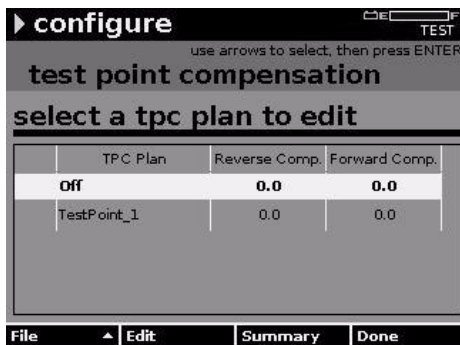 configure
E F
TEST
use arrows to select, then press ENTER
test point compensation
select a tpc plan to edit
TPC Plan Reverse Comp. Forward Comp.
Off 0.0 0.0
TestPoint_1 0.0 0.0
File Edit Summary Done